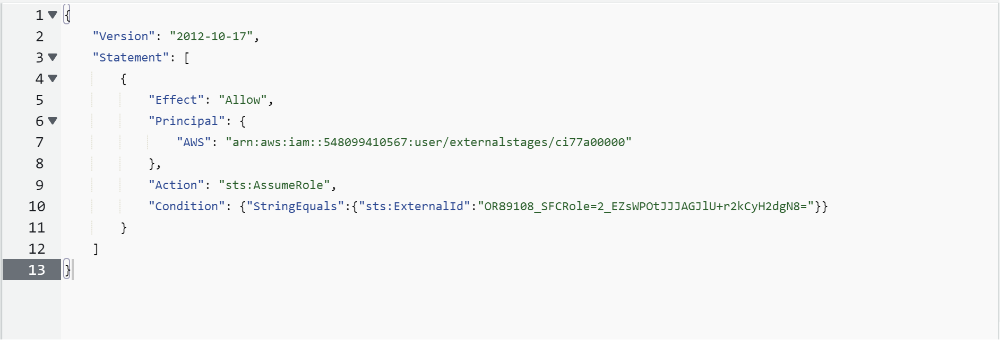 1 {
2 "Version": "2012-10-17",
3 "Statement": [
4 {
5 "Effect": "Allow",
6 "Principal": {
7 "AWS": "arn:aws:iam::548099410567:user/externalstages/ci77a00000"
8 },
9 "Action": "sts:AssumeRole",
10 "Condition": {"StringEquals":{"sts:ExternalId":"OR89108_SFCRole=2_EZsWPOtJJJAGJlU+r2kCyH2dgN8="}}
11 }
12 ]
13 }